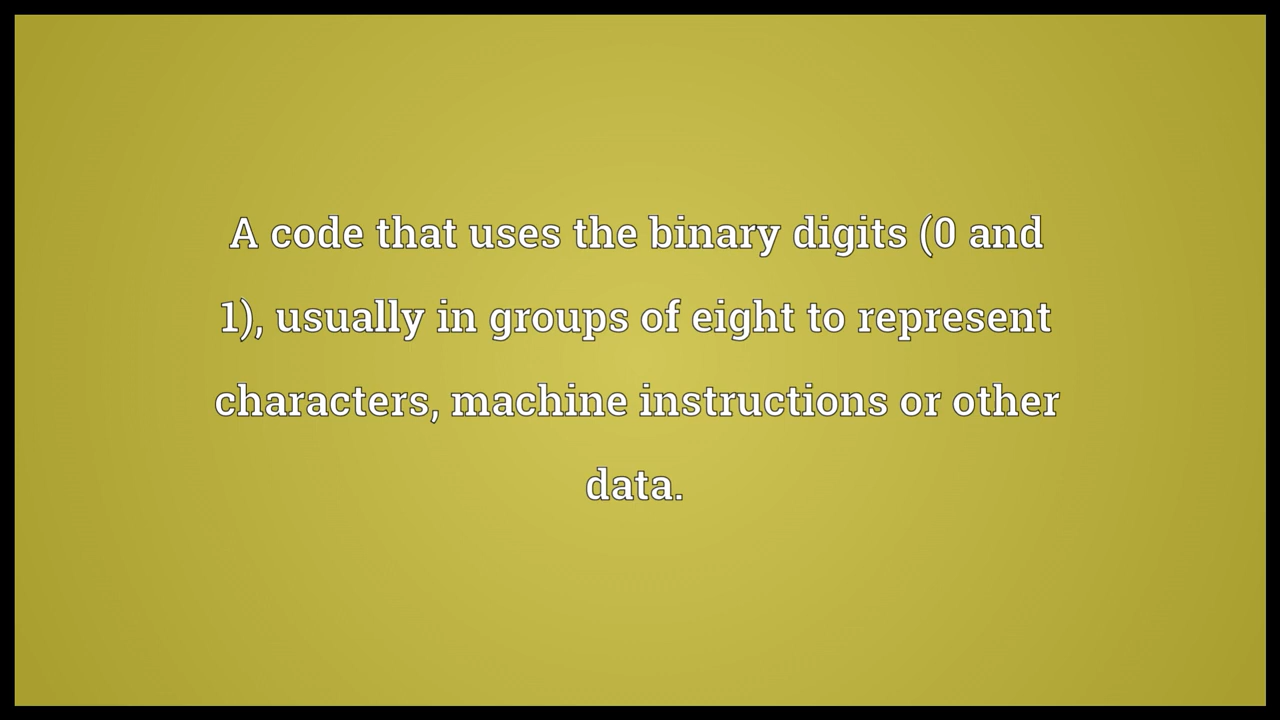 A code that uses the binary digits (0 and
1), usually in groups of eight to represent
characters, machine instructions or other
data.